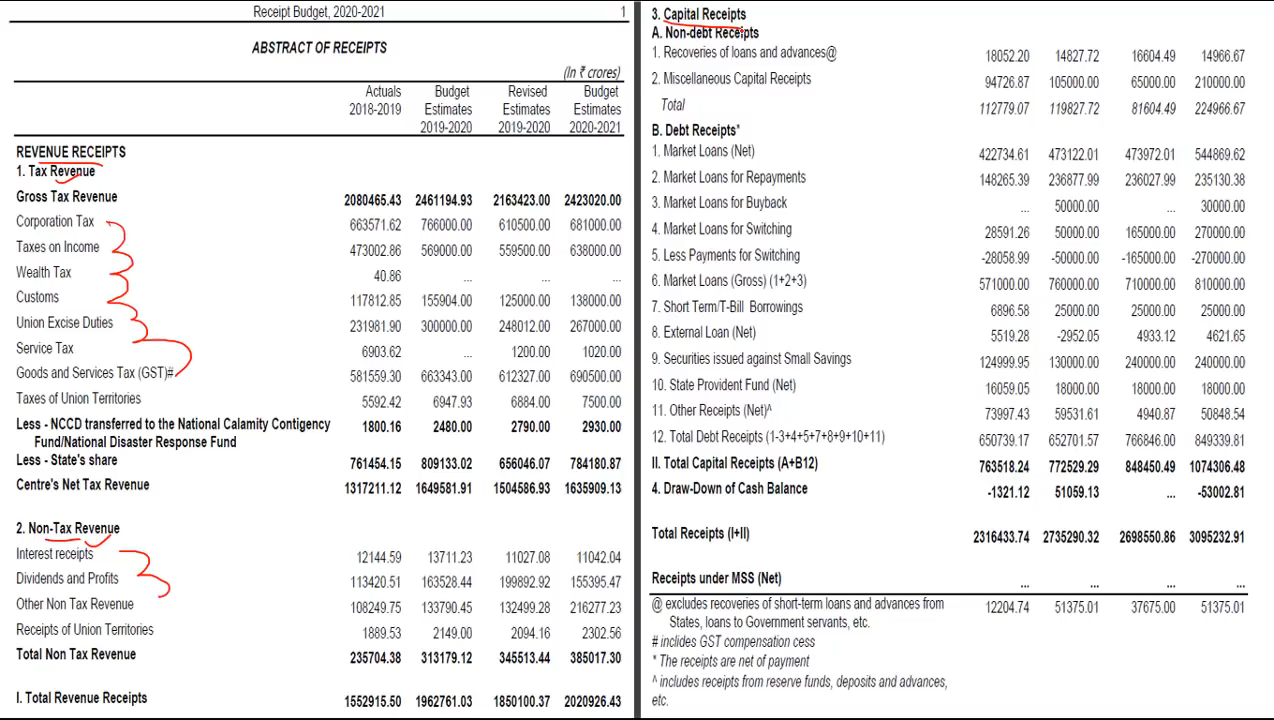 Receipt Budget, 2020-2021 1
ABSTRACT OF RECEIPTS
(In ₹ crores)
Actuals Budget Revised Budget
2018-2019 Estimates Estimates Estimates
2019-2020 2019-2020 2020-2021
REVENUE RECEIPTS
1. Tax Revenue
Gross Tax Revenue 2080465.43 2461194.93 2163423.00 2423020.00
Corporation Tax 663571.62 766000.00 610500.00 681000.00
Taxes on Income 473002.86 569000.00 559500.00 638000.00
Wealth Tax 40.86 ... ... ...
Customs 117812.85 155904.00 125000.00 138000.00
Union Excise Duties 231981.90 300000.00 248012.00 267000.00
Service Tax 6903.62 ... 1200.00 1020.00
Goods and Services Tax (GST)# 581559.30 663343.00 612327.00 690500.00
Taxes of Union Territories 5592.42 6947.93 6884.00 7500.00
Less - NCCD transferred to the National Calamity Contingency 1800.16 2480.00 2790.00 2930.00
Fund/National Disaster Response Fund
Less - State's share 761454.15 809133.02 656046.07 784180.87
Centre's Net Tax Revenue 1317211.12 1649581.91 1504586.93 1635909.13
2. Non-Tax Revenue
Interest receipts 12144.59 13711.23 11027.08 11042.04
Dividends and Profits 113420.51 163528.44 199892.92 155395.47
Other Non Tax Revenue 108249.75 133790.45 132499.28 216277.23
Receipts of Union Territories 1889.53 2149.00 2094.16 2302.56
Total Non Tax Revenue 235704.38 313179.12 345513.44 385017.30
I. Total Revenue Receipts 1552915.50 1962761.03 1850100.37 2020926.43
3. Capital Receipts
A. Non-debt Receipts
1. Recoveries of loans and advances@ 18052.20 14827.72 16604.49 14966.67
2. Miscellaneous Capital Receipts 94726.87 105000.00 65000.00 210000.00
Total 112779.07 119827.72 81604.49 224966.67
B. Debt Receipts*
1. Market Loans (Net) 422734.61 473122.01 473972.01 544869.62
2. Market Loans for Repayments 148265.39 236877.99 236027.99 235130.38
3. Market Loans for Buyback ... 50000.00 ... 30000.00
4. Market Loans for Switching 28591.26 50000.00 165000.00 270000.00
5. Less Payments for Switching -28058.99 -50000.00 -165000.00 -270000.00
6. Market Loans (Gross) (1+2+3) 571000.00 760000.00 710000.00 810000.00
7. Short Term/T-Bill Borrowings 6896.58 25000.00 25000.00 25000.00
8. External Loan (Net) 5519.28 -2952.05 4933.12 4621.65
9. Securities issued against Small Savings 124999.95 130000.00 240000.00 240000.00
10. State Provident Fund (Net) 16059.05 18000.00 18000.00 18000.00
11. Other Receipts (Net)^ 73997.43 59531.61 4940.87 50848.54
12. Total Debt Receipts (1-3+4+5+7+8+9+10+11) 650739.17 652701.57 766846.00 849339.81
II. Total Capital Receipts (A+B12) 763518.24 772529.29 848450.49 1074306.48
4. Draw-Down of Cash Balance -1321.12 51059.13 ... -53002.81
Total Receipts (I+II) 2316433.74 2735290.32 2698550.86 3095232.91
Receipts under MSS (Net) ... ... ... ...
@ excludes recoveries of short-term loans and advances from 12204.74 51375.01 37675.00 51375.01
States, loans to Government servants, etc.
# inclides GST compensation cess
* The receipts are net of payment
^ includes receipts from reserve funds, deposits and advances,
etc.